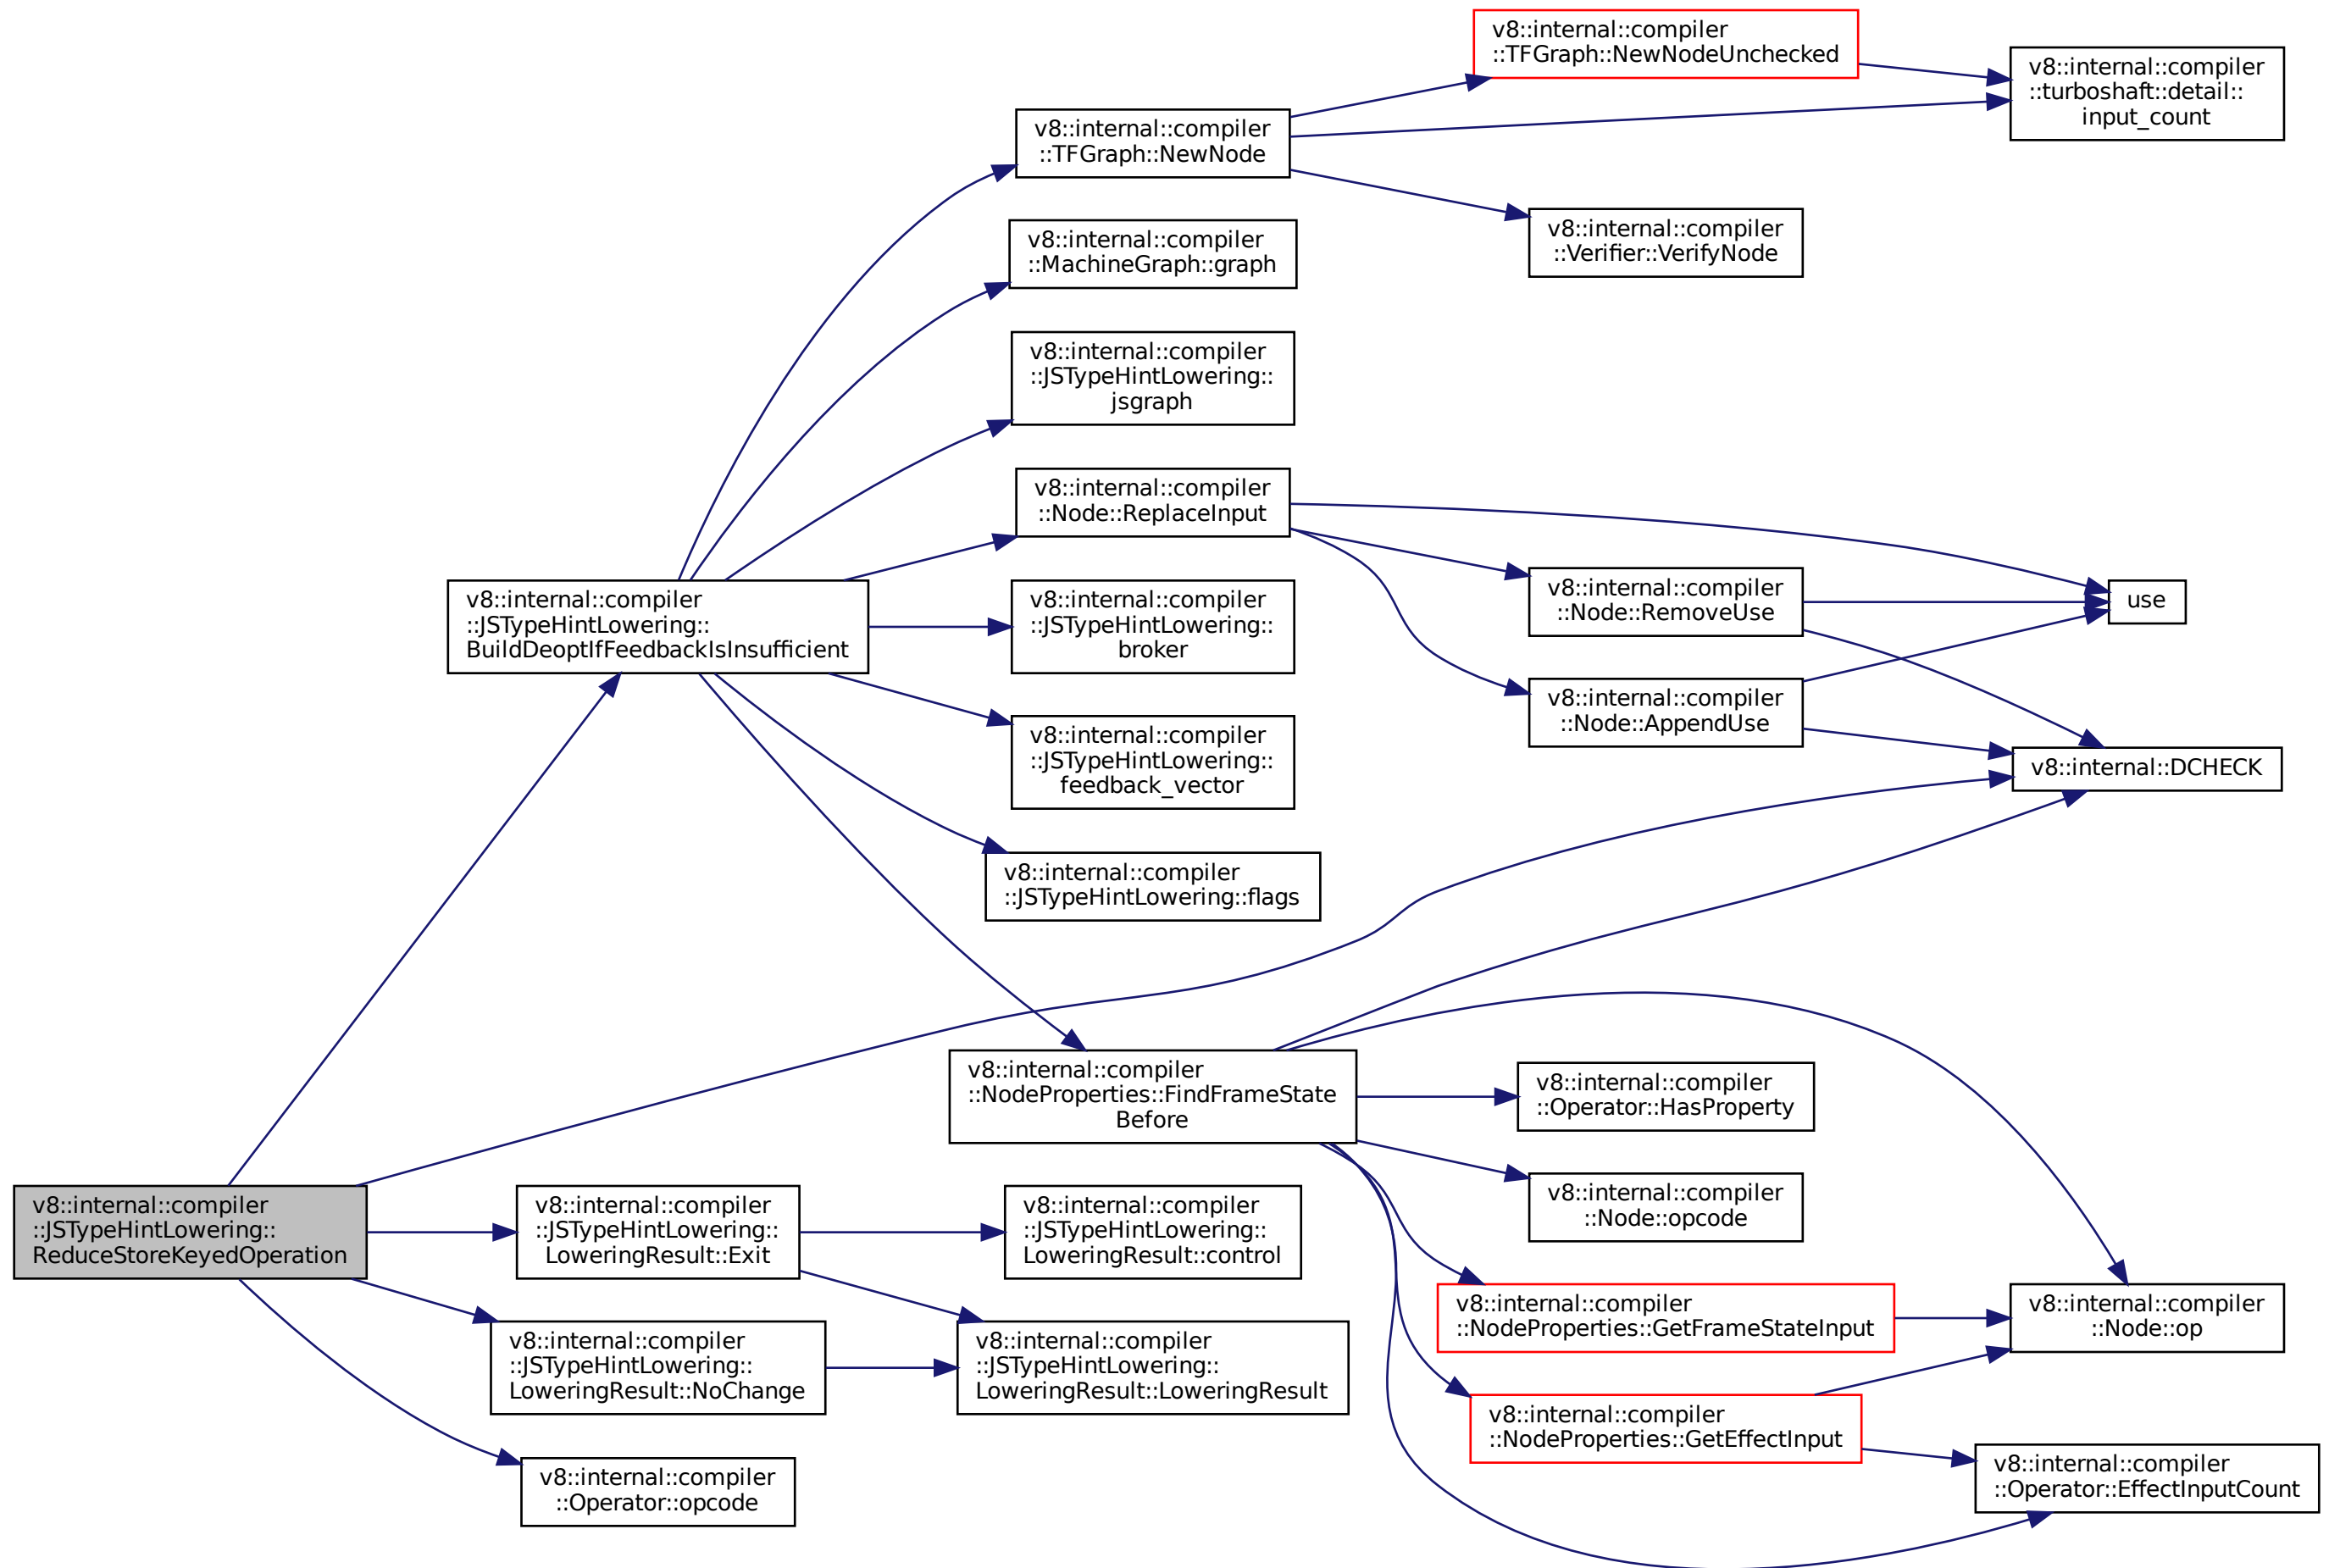 v8::internal::compiler
::TFGraph::NewNodeUnchecked
v8::internal::compiler
::turboshaft::detail::
input_count
v8::internal::compiler
::TFGraph::NewNode
v8::internal::compiler
::Verifier::VerifyNode
v8::internal::compiler
::MachineGraph::graph
v8::internal::compiler
::JSTypeHintLowering::
jsgraph
v8::internal::compiler
::Node::ReplaceInput
v8::internal::compiler
::JSTypeHintLowering::
BuildDeoptIfFeedbackIsInsufficient
v8::internal::compiler
::JSTypeHintLowering::
broker
v8::internal::compiler
::Node::RemoveUse
use
v8::internal::compiler
::Node::AppendUse
v8::internal::compiler
::JSTypeHintLowering::
feedback_vector
v8::internal::DCHECK
v8::internal::compiler
::JSTypeHintLowering::flags
v8::internal::compiler
::NodeProperties::FindFrameState
Before
v8::internal::compiler
::Operator::HasProperty
v8::internal::compiler
::Node::opcode
v8::internal::compiler
::JSTypeHintLowering::
ReduceStoreKeyedOperation
v8::internal::compiler
::JSTypeHintLowering::
LoweringResult::Exit
v8::internal::compiler
::JSTypeHintLowering::
LoweringResult::control
v8::internal::compiler
::NodeProperties::GetFrameStateInput
v8::internal::compiler
::Node::op
v8::internal::compiler
::JSTypeHintLowering::
LoweringResult::NoChange
v8::internal::compiler
::JSTypeHintLowering::
LoweringResult::LoweringResult
v8::internal::compiler
::NodeProperties::GetEffectInput
v8::internal::compiler
::Operator::EffectInputCount
v8::internal::compiler
::Operator::opcode